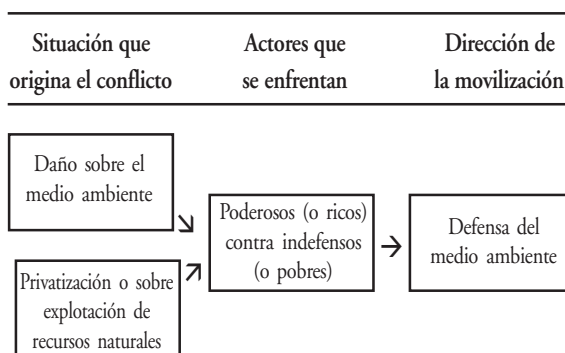 Situación que
origina el conflicto
Actores que
se enfrentan
Dirección de
la movilización
Daño sobre el
medio ambiente
Privatización o sobre
explotación de
recursos naturales
Poderosos (o ricos)
contra indefensos
(o pobres)
Defensa del
medio ambiente